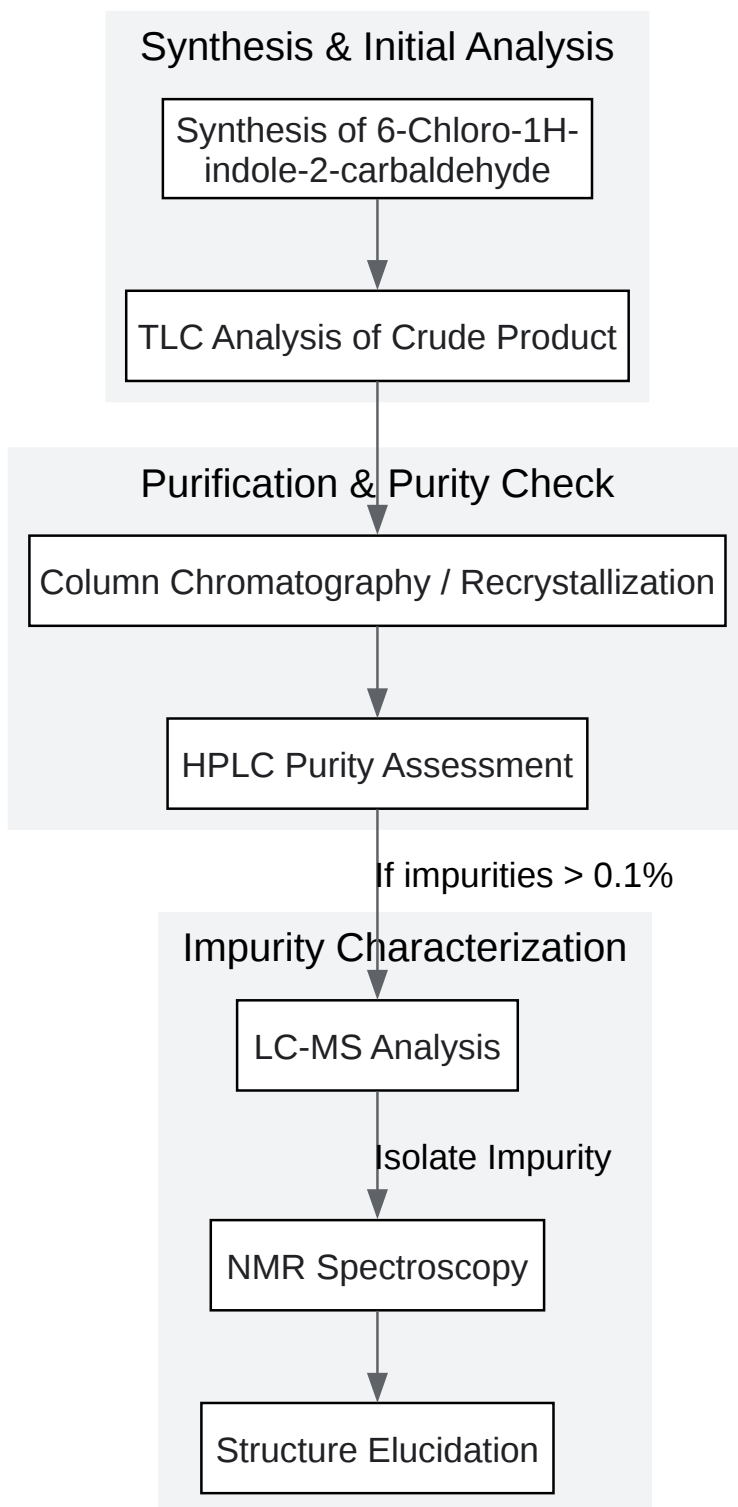 Synthesis & Initial Analysis
Synthesis of 6-Chloro-1H-
indole-2-carbaldehyde
TLC Analysis of Crude Product
Purification & Purity Check
Column Chromatography / Recrystallization
HPLC Purity Assessment
If impurities > 0.1%
Impurity Characterization
LC-MS Analysis
Isolate Impurity
NMR Spectroscopy
Structure Elucidation